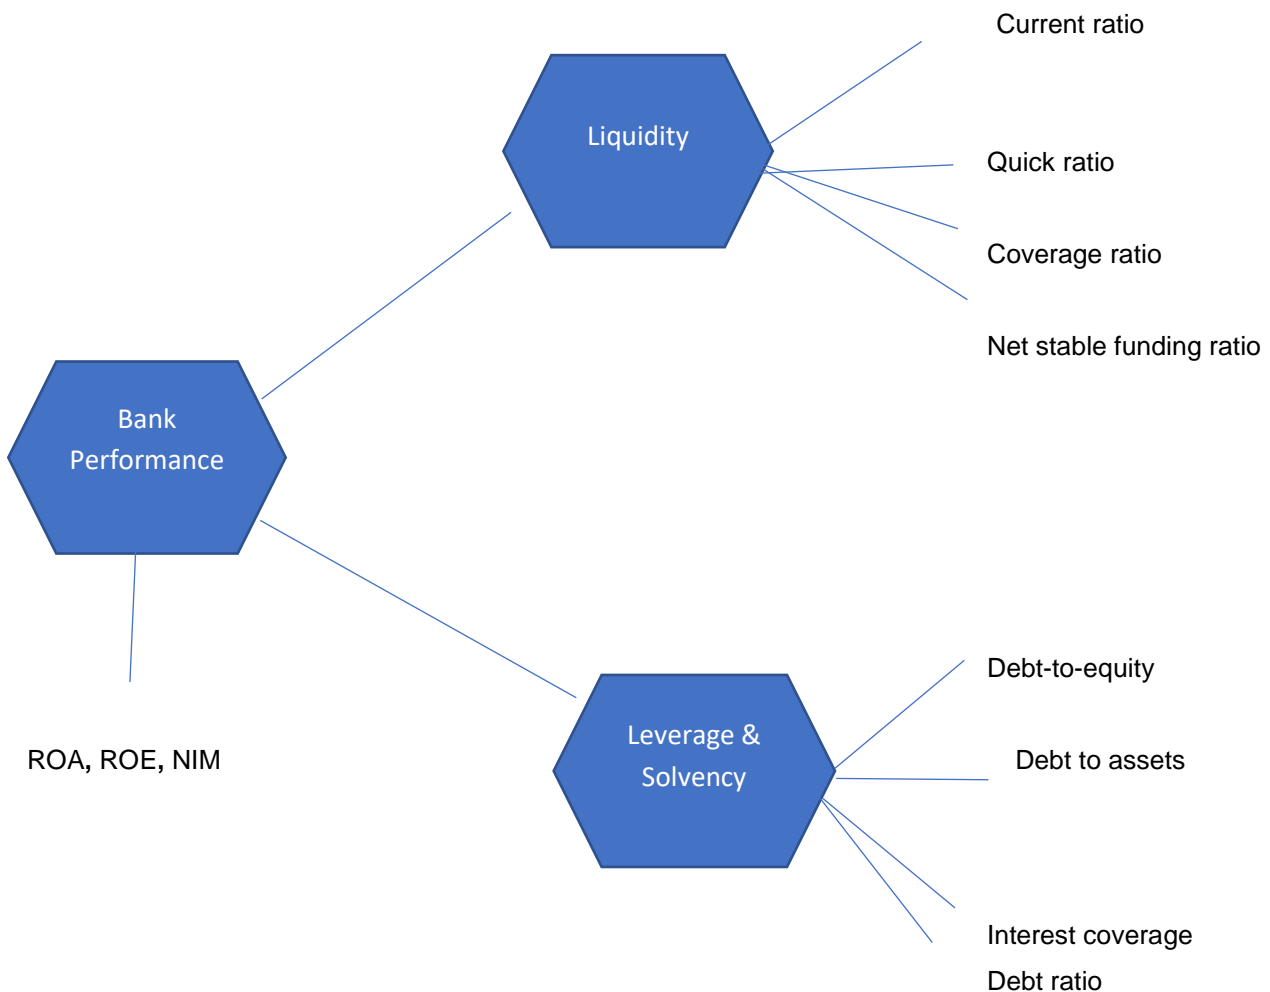 Current ratio
Liquidity
Quick ratio
Coverage ratio
Net stable funding ratio
Bank
Performance
ROA, ROE, NIM
Debt-to-equity
Leverage &
Solvency
Debt to assets
Interest coverage
Debt ratio